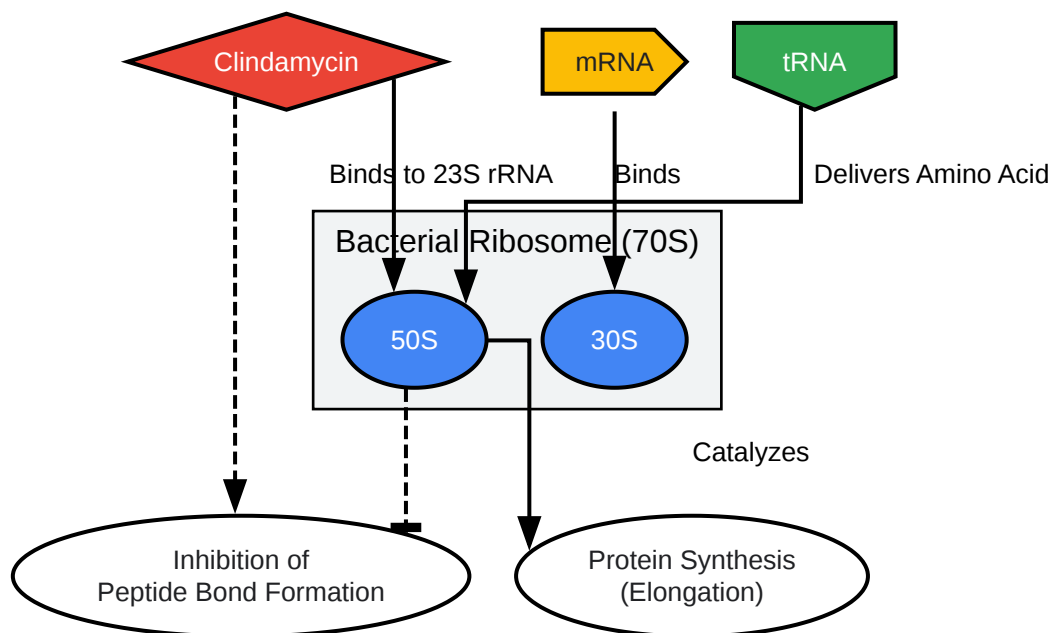 Clindamycin
mRNA
tRNA
Binds to 23S rRNA
Binds
Delivers Amino Acid
Bacterial Ribosome (70S)
50S
30S
Catalyzes
Inhibition of
Peptide Bond Formation
Protein Synthesis
(Elongation)